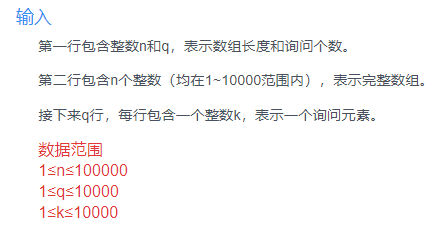 输入
第一行包含整数n和q，表示数组长度和询问个数。
第二行包含n个整数（均在1~10000范围内），表示完整数组。
接下来q行，每行包含一个整数k，表示一个询问元素。
数据范围
1≤n≤100000
1≤q≤10000
1≤k≤10000